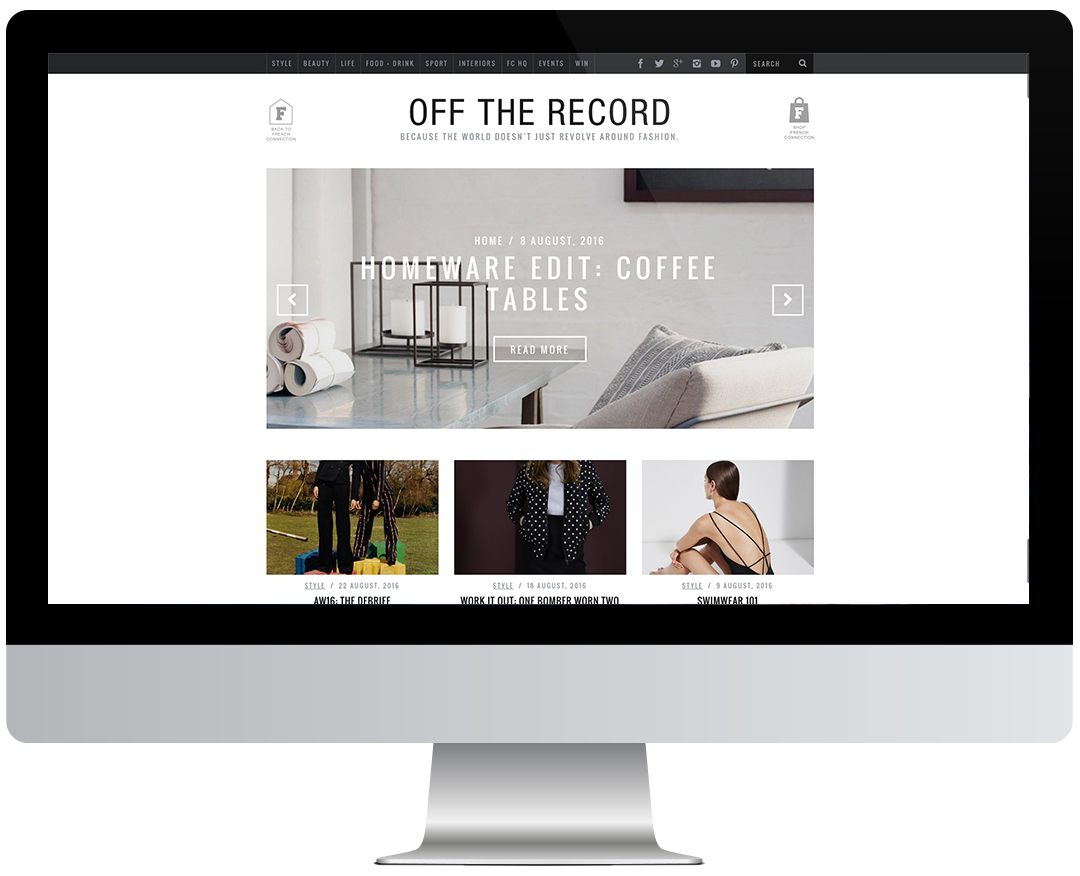 STYLE BEAUTY LIFE FOOD + DRINK SPORT INTERIORS FC HQ EVENTS WIN SEARCH
F
BACK TO
FRENCH
CONNECTION
OFF THE RECORD
BECAUSE THE WORLD DOESN'T JUST REVOLVE AROUND FASHION.
F
SHOP
FRENCH
CONNECTION
HOME / 8 AUGUST, 2016
HOMEWARE EDIT: COFFEE
TABLES
READ MORE
STYLE / 22 AUGUST, 2016
AW16: THE DEBRIEF
STYLE / 18 AUGUST, 2016
WORK IT OUT: ONE BOMBER WORN TWO
STYLE / 9 AUGUST, 2016
SWIMWEAR 101